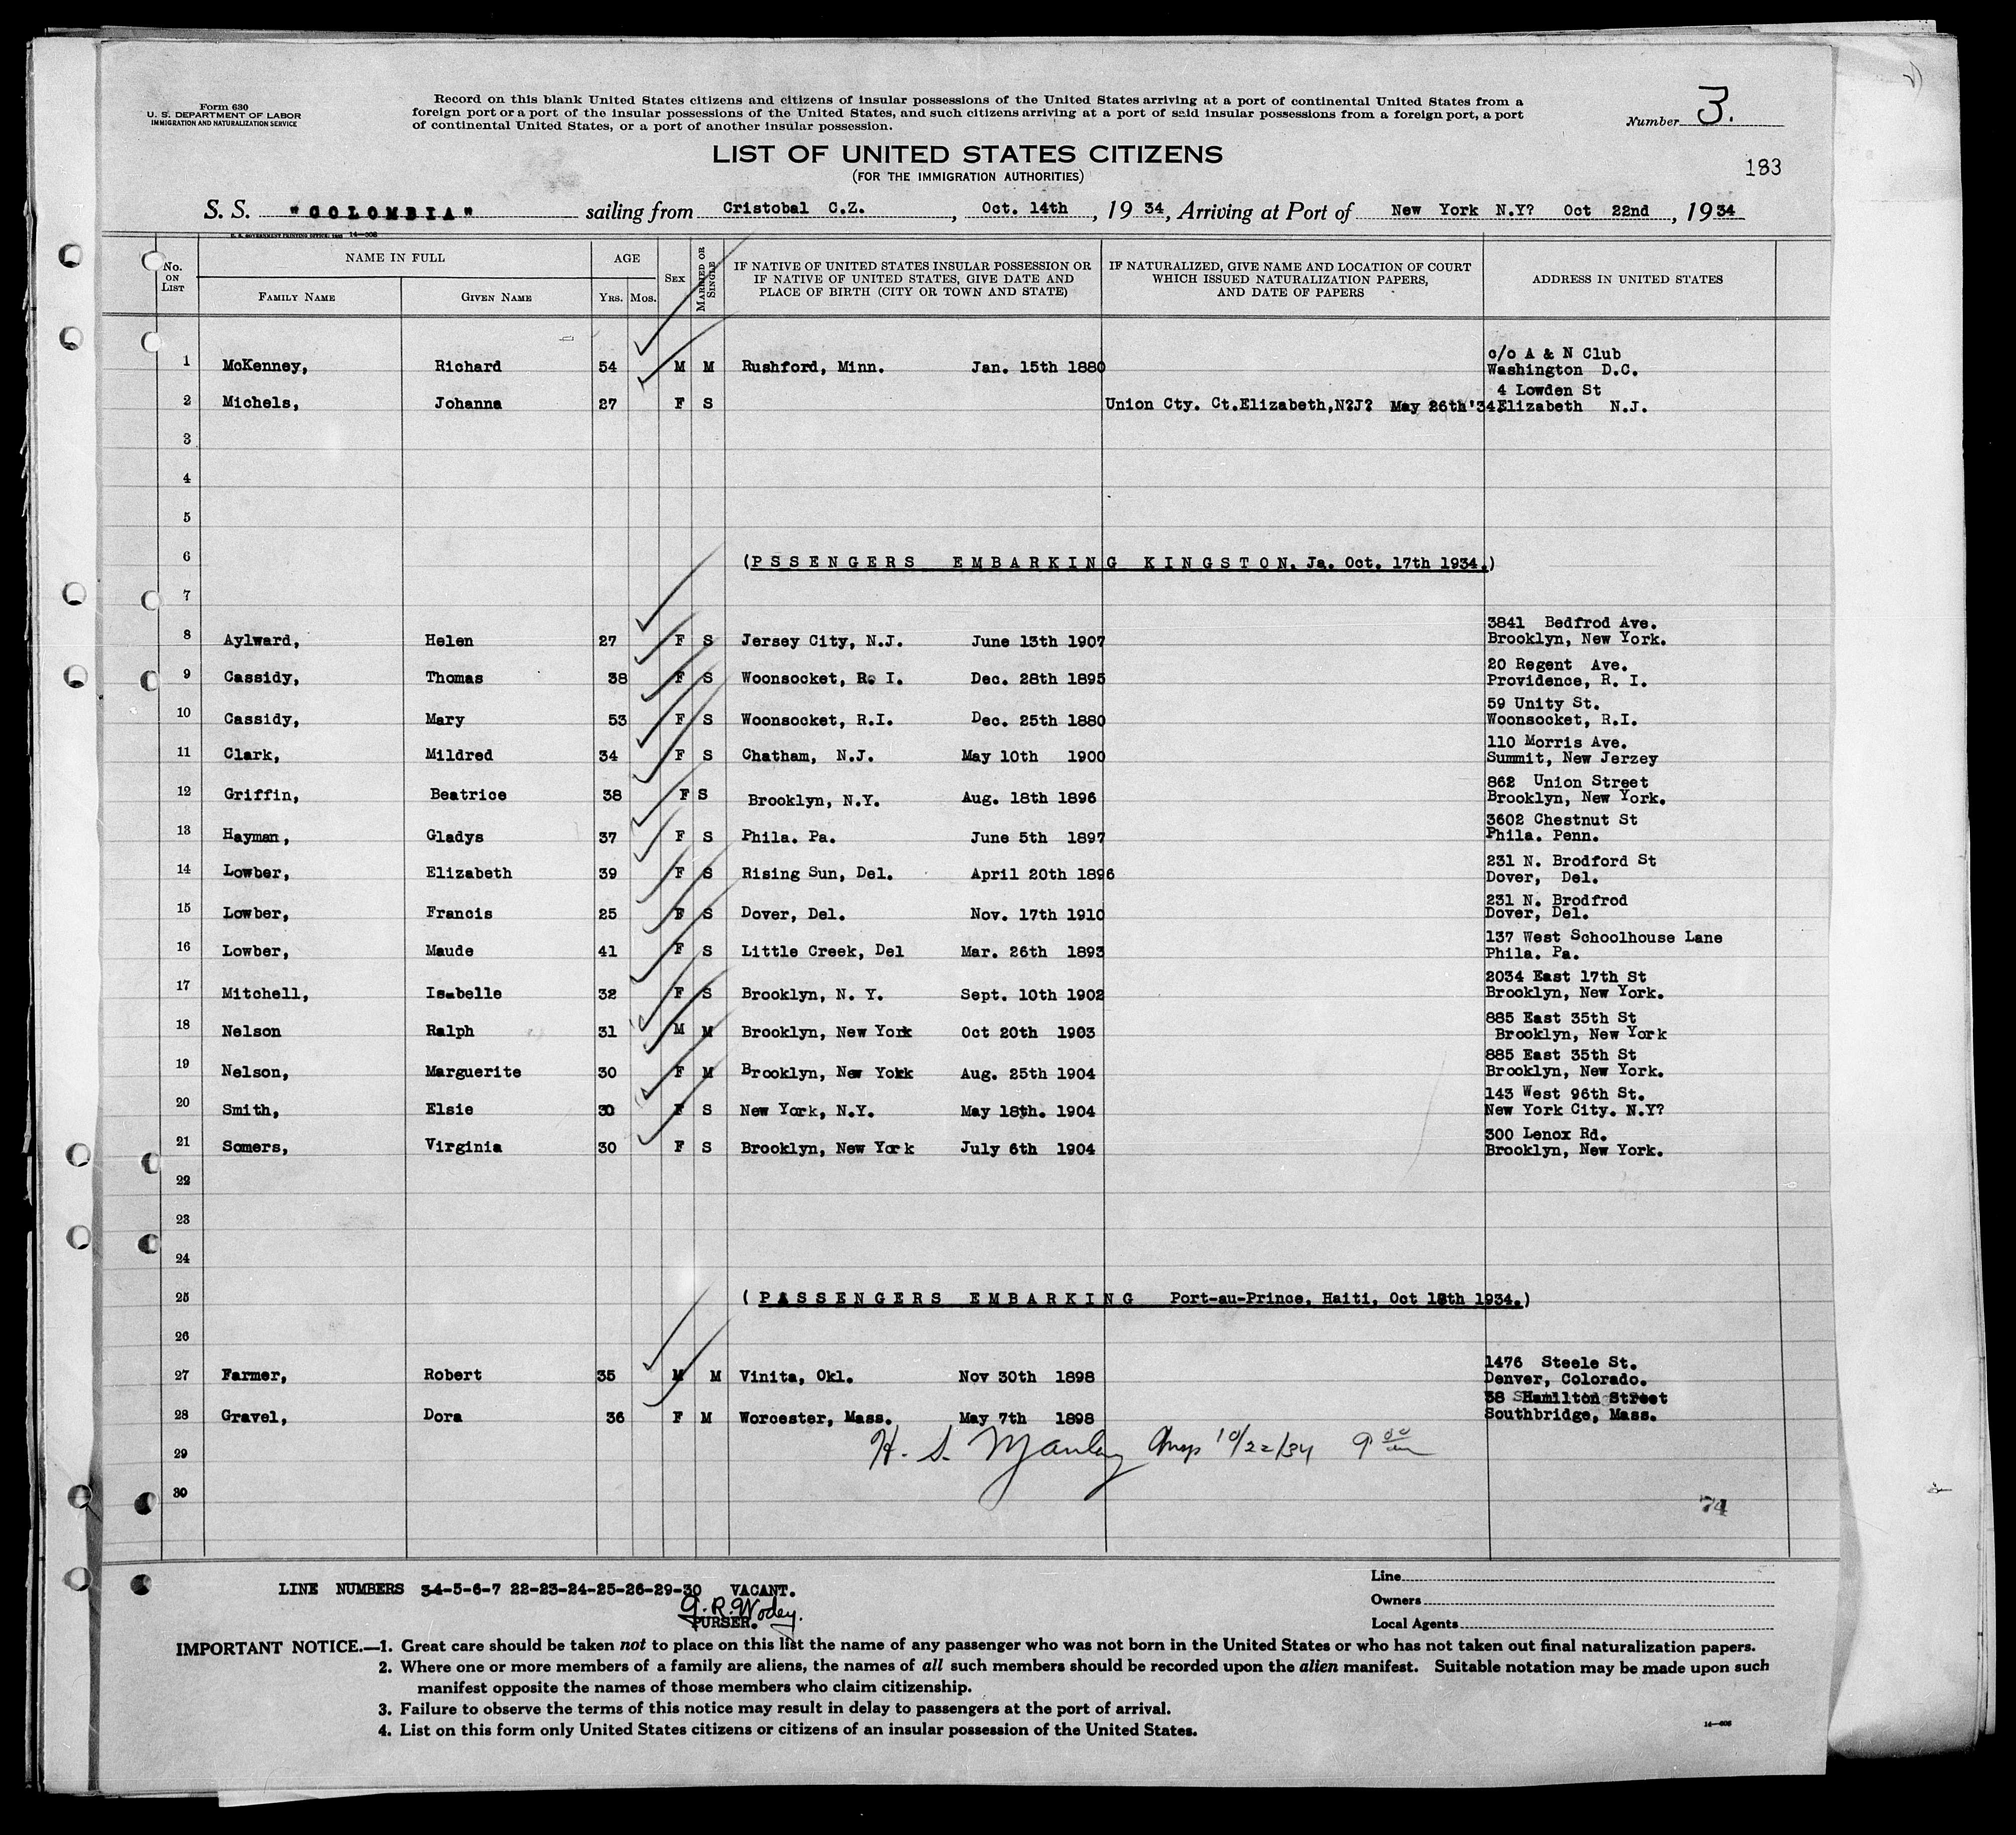 Form 630
U. S. DEPARTMENT OF LABOR
IMMIGRATION AND NATURALIZATION SERVICE
Record on this blank United States citizens and citizens of insular possessions of the United States arriving at a port of continental United States from a
foreign port or a port of the insular possessions of the United States, and such citizens arriving at a port of said insular possessions from a foreign port, a port
of continental United States, or a port of another insular possession.
Number 3.
LIST OF UNITED STATES CITIZENS
(FOR THE IMMIGRATION AUTHORITIES)
183
S. S. "COLOMBIA" sailing from Cristobal C.Z. , Oct. 14th , 19 34, Arriving at Port of New York N.Y? Oct 22nd , 19 34
No. ON LIST NAME IN FULL FAMILY NAME GIVEN NAME AGE YRS. MOS. SEX MARRIED OR SINGLE
IF NATIVE OF UNITED STATES INSULAR POSSESSION OR IF NATIVE OF UNITED STATES, GIVE DATE AND PLACE OF BIRTH (CITY OR TOWN AND STATE)
IF NATURALIZED, GIVE NAME AND LOCATION OF COURT WHICH ISSUED NATURALIZATION PAPERS, AND DATE OF PAPERS
ADDRESS IN UNITED STATES
1 McKenney, Richard 54 M M Rushford, Minn. Jan. 15th 1880 c/o A & N Club Washington D.C.
2 Michels, Johanna 27 F S Union Cty. Ct.Elizabeth,N?J? May 26th'34 4 Lowden St Elizabeth N.J.
3
4
5
6 (PSSENGERS EMBARKING KINGSTON. Ja. Oct. 17th 1934.)
7
8 Aylward, Helen 27 F S Jersey City, N.J. June 13th 1907 3841 Bedfrod Ave. Brooklyn, New York.
9 Cassidy, Thomas 38 F S Woonsocket, R. I. Dec. 28th 1895 20 Regent Ave. Providence, R. I.
10 Cassidy, Mary 53 F S Woonsocket, R.I. Dec. 25th 1880 59 Unity St. Woonsocket, R.I.
11 Clark, Mildred 34 F S Chatham, N.J. May 10th 1900 110 Morris Ave. Summit, New Jerzey
12 Griffin, Beatrice 38 F S Brooklyn, N.Y. Aug. 18th 1896 862 Union Street Brooklyn, New York.
13 Hayman, Gladys 37 F S Phila. Pa. June 5th 1897 3602 Chestnut St Phila. Penn.
14 Lowber, Elizabeth 39 F S Rising Sun, Del. April 20th 1896 231 N. Brodford St Dover, Del.
15 Lowber, Francis 25 F S Dover, Del. Nov. 17th 1910 231 N. Brodfrod Dover, Del.
16 Lowber, Maude 41 F S Little Creek, Del Mar. 26th 1893 137 West Schoolhouse Lane Phila. Pa.
17 Mitchell, Isabelle 32 F S Brooklyn, N. Y. Sept. 10th 1902 2034 East 17th St Brooklyn, New York.
18 Nelson Ralph 31 M M Brooklyn, New York Oct 20th 1903 885 East 35th St Brooklyn, New York
19 Nelson, Marguerite 30 F M Brooklyn, New York Aug. 25th 1904 885 East 35th St Brooklyn, New York.
20 Smith, Elsie 30 F S New York, N.Y. May 18th. 1904 143 West 96th St. New York City. N.Y?
21 Somers, Virginia 30 F S Brooklyn, New York July 6th 1904 300 Lenox Rd. Brooklyn, New York.
22
23
24
25 ( PASSENGERS EMBARKING Port-au-Prince, Haiti, Oct 18th 1934.)
26
27 Farmer, Robert 35 M M Vinita, Okl. Nov 30th 1898 1476 Steele St. Denver, Colorado.
28 Gravel, Dora 36 F M Worcester, Mass. May 7th 1898 38 Hamilton Street Southbridge, Mass.
29 H. S. Manley Insp 10/22/34 9 00 am
30
74
LINE NUMBERS 34-5-6-7 22-23-24-25-26-29-30 VACANT.
PURSER.
Line
Owners
Local Agents
IMPORTANT NOTICE.—1. Great care should be taken not to place on this list the name of any passenger who was not born in the United States or who has not taken out final naturalization papers.
2. Where one or more members of a family are aliens, the names of all such members should be recorded upon the alien manifest. Suitable notation may be made upon such
manifest opposite the names of those members who claim citizenship.
3. Failure to observe the terms of this notice may result in delay to passengers at the port of arrival.
4. List on this form only United States citizens or citizens of an insular possession of the United States.